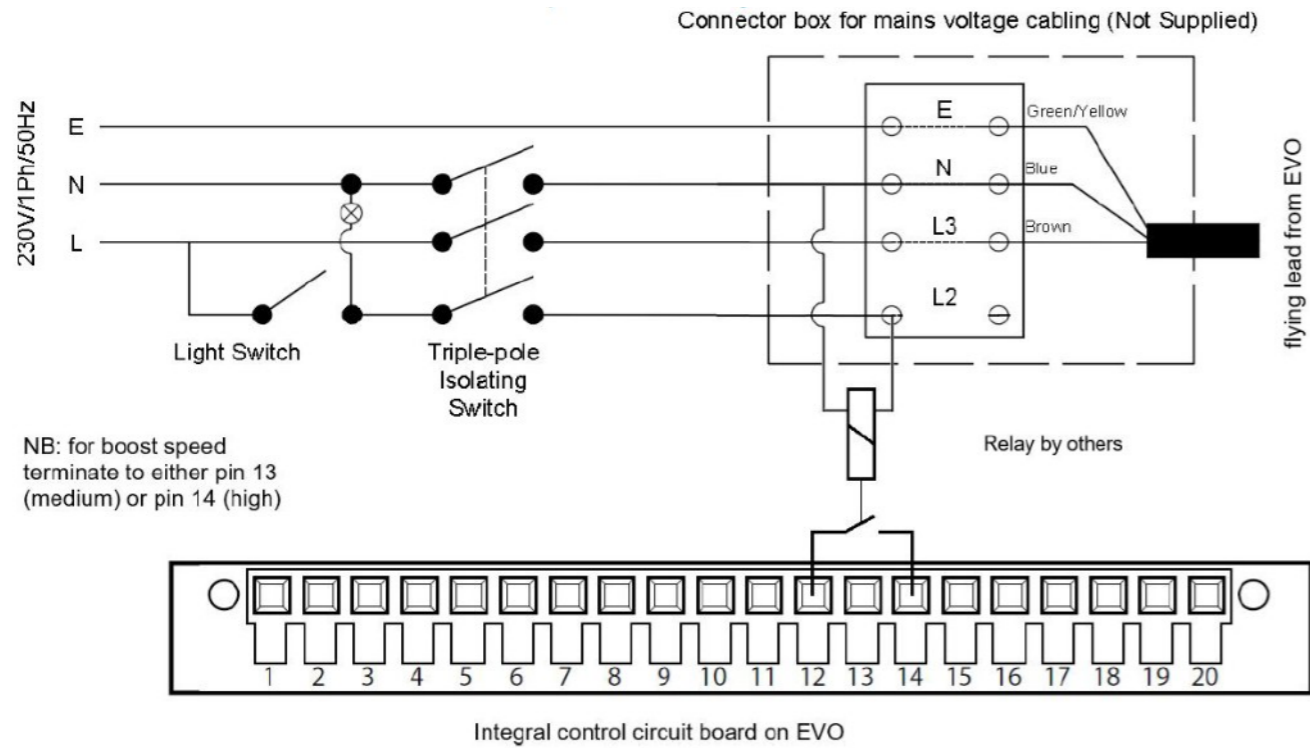 Connector box for mains voltage cabling (Not Supplied)
230V/1Ph/50Hz
E
N
L
E
N
L3
L2
Green/Yellow
Blue
Brown
flying lead from EVO
Light Switch
Triple-pole
Isolating
Switch
NB: for boost speed
terminate to either pin 13
(medium) or pin 14 (high)
Relay by others
1 2 3 4 5 6 7 8 9 10 11 12 13 14 15 16 17 18 19 20
Integral control circuit board on EVO